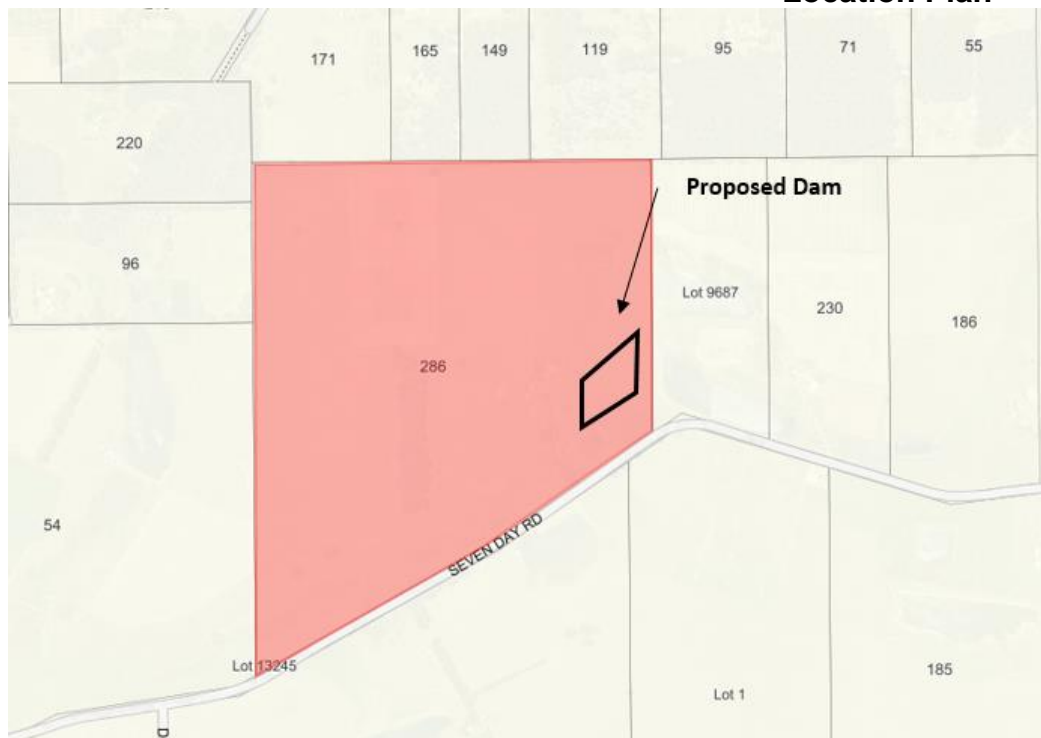 Location Plan
171
165
149
119
95
71
55
220
Proposed Dam
96
Lot 9687
230
186
286
54
SEVEN DAY RD
Lot 13245
185
Lot 1
D